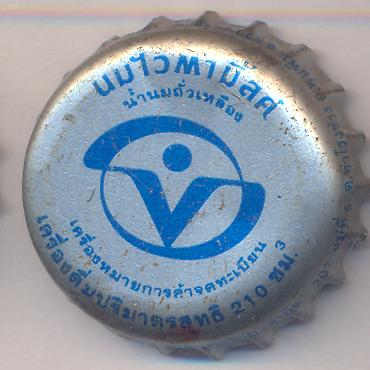 นมไวตามิ้ลค์
น้ำนมถั่วเหลือง
เครื่องหมายการค้าจดทะเบียน
เครื่องดื่มปริมาตรสุทธิ 210 ซม.3